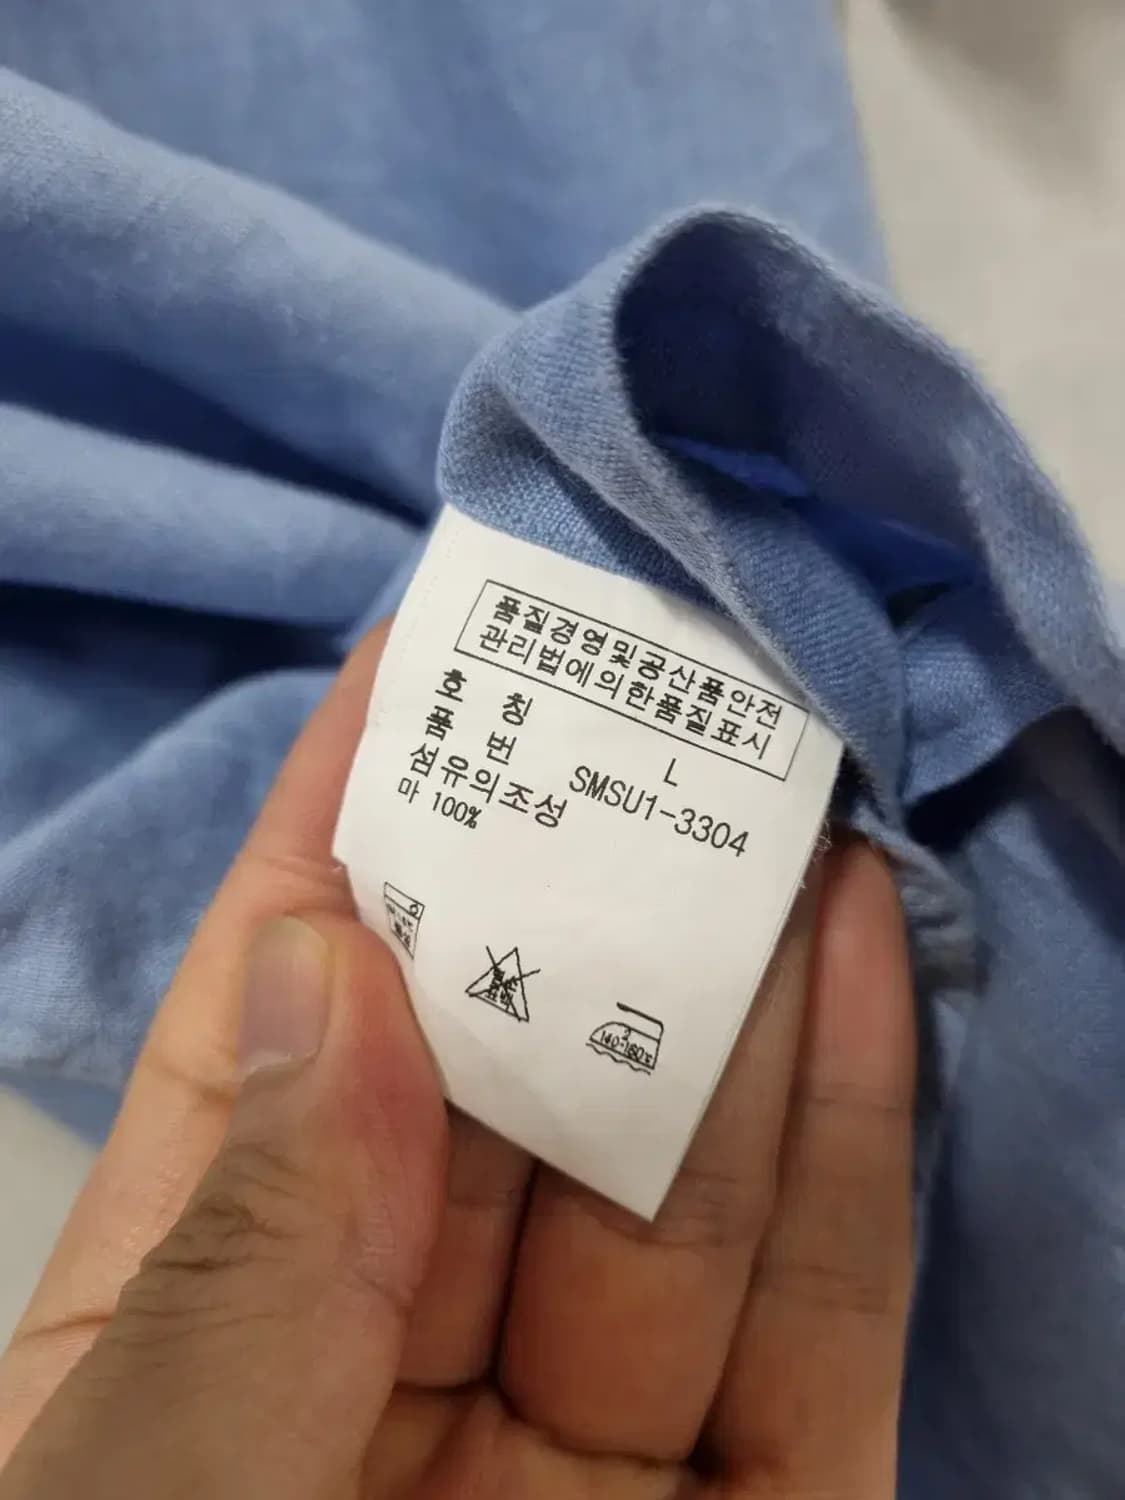 품질경영및공산품안전
관리법에의한품질표시
호 칭 L
품 번 SMSU1-3304
섬유의조성
마 100%
140~160℃